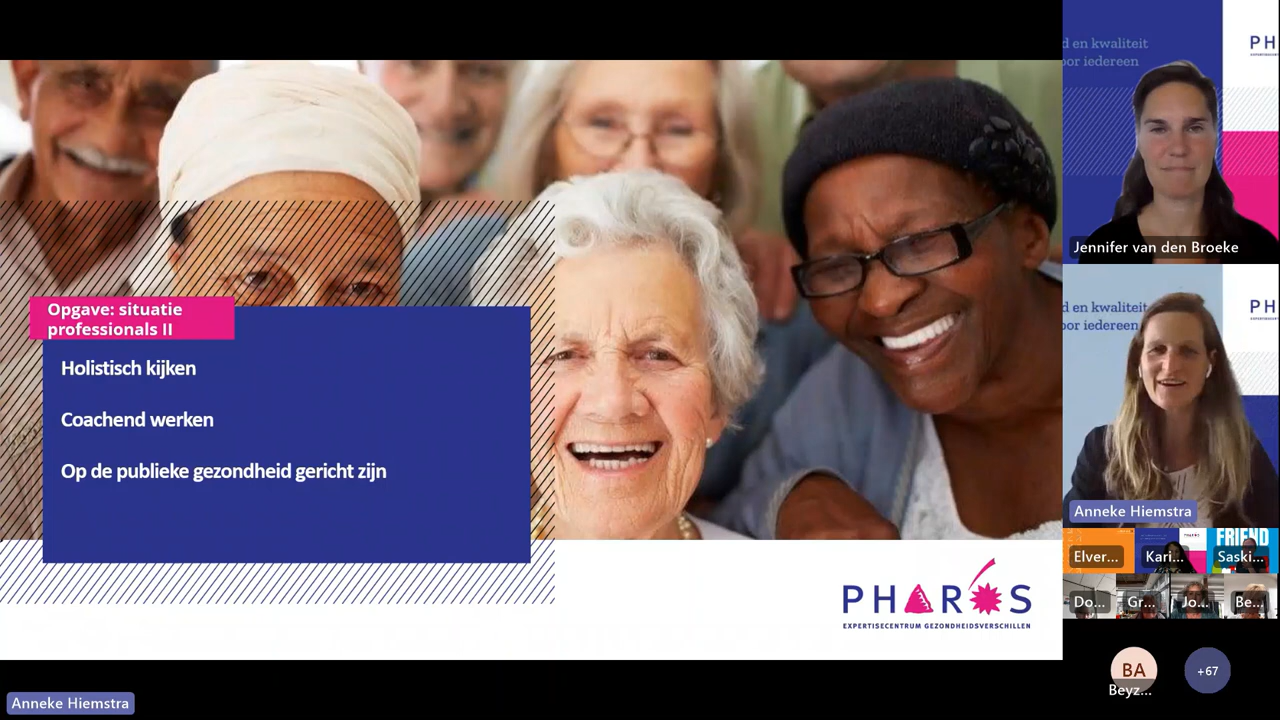 Opgave: situatie
professionals II
Holistisch kijken
Coachend werken
Op de publieke gezondheid gericht zijn
PHAROS
EXPERTISECENTRUM GEZONDHEIDSVERSCHILLEN
Anneke Hiemstra
d en kwaliteit
or iedereen
PH
Jennifer van den Broeke
d en kwaliteit
oor iedereen
PH
Anneke Hiemstra
Elver...
Kari...
FRIEND
Saski...
Do...
Gr...
Jo...
Be...
BA
Beyz...
+67